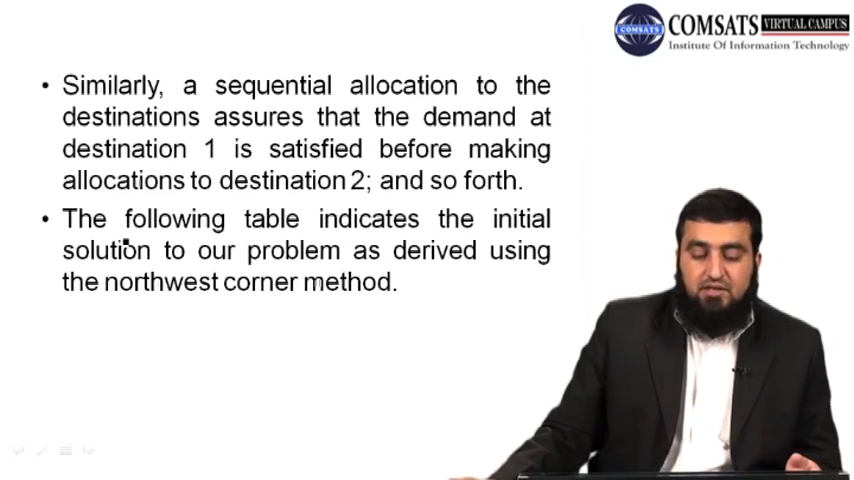 COMSATS VIRTUAL CAMPUS
COMSATS
Institute Of Information Technology
• Similarly, a sequential allocation to the
destinations assures that the demand at
destination 1 is satisfied before making
allocations to destination 2; and so forth.
• The following table indicates the initial
solution to our problem as derived using
the northwest corner method.